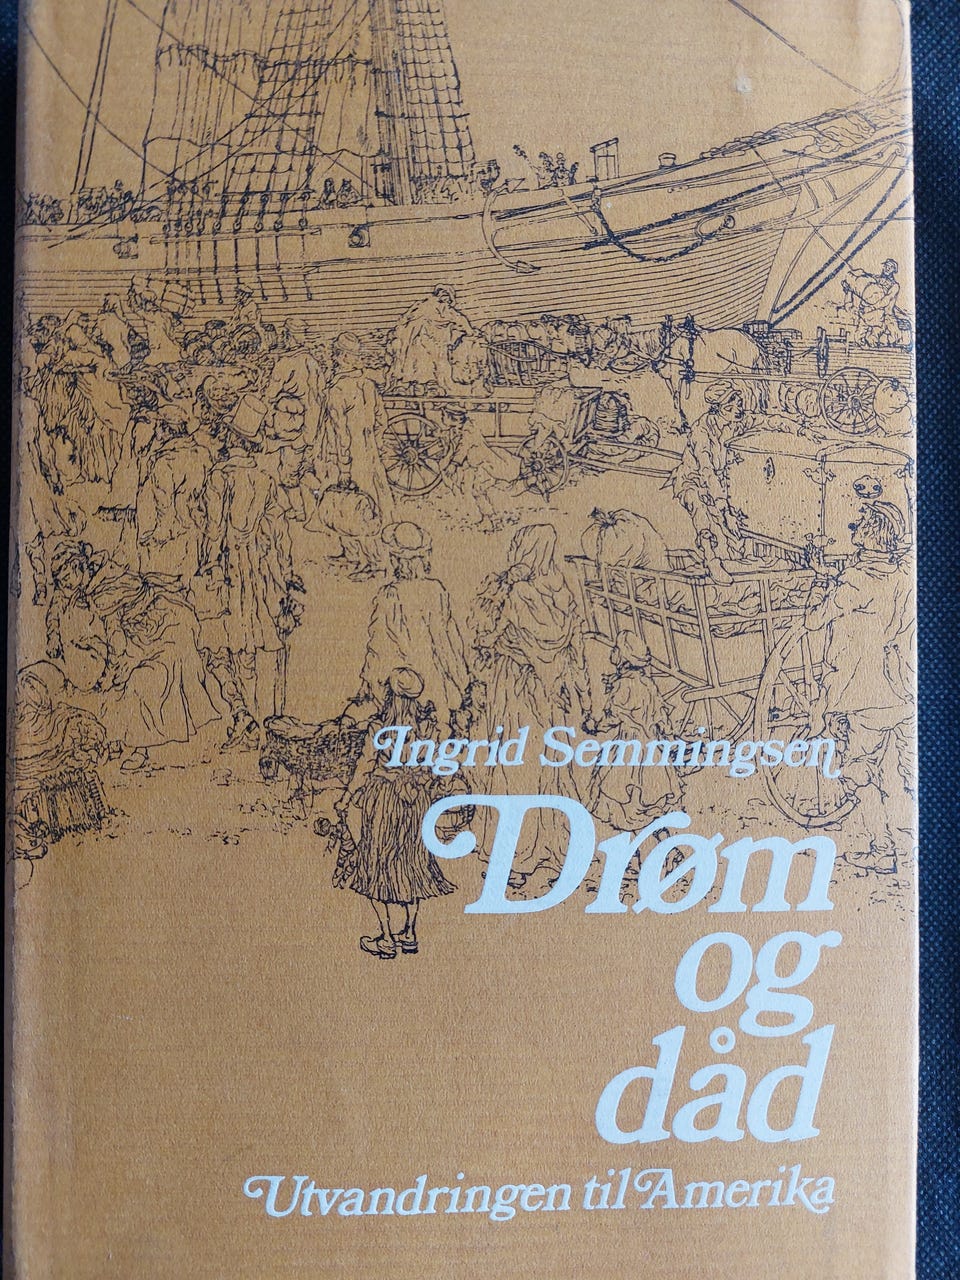 Ingrid Semmingsen
Drøm
og
dåd
Utvandringen til Amerika